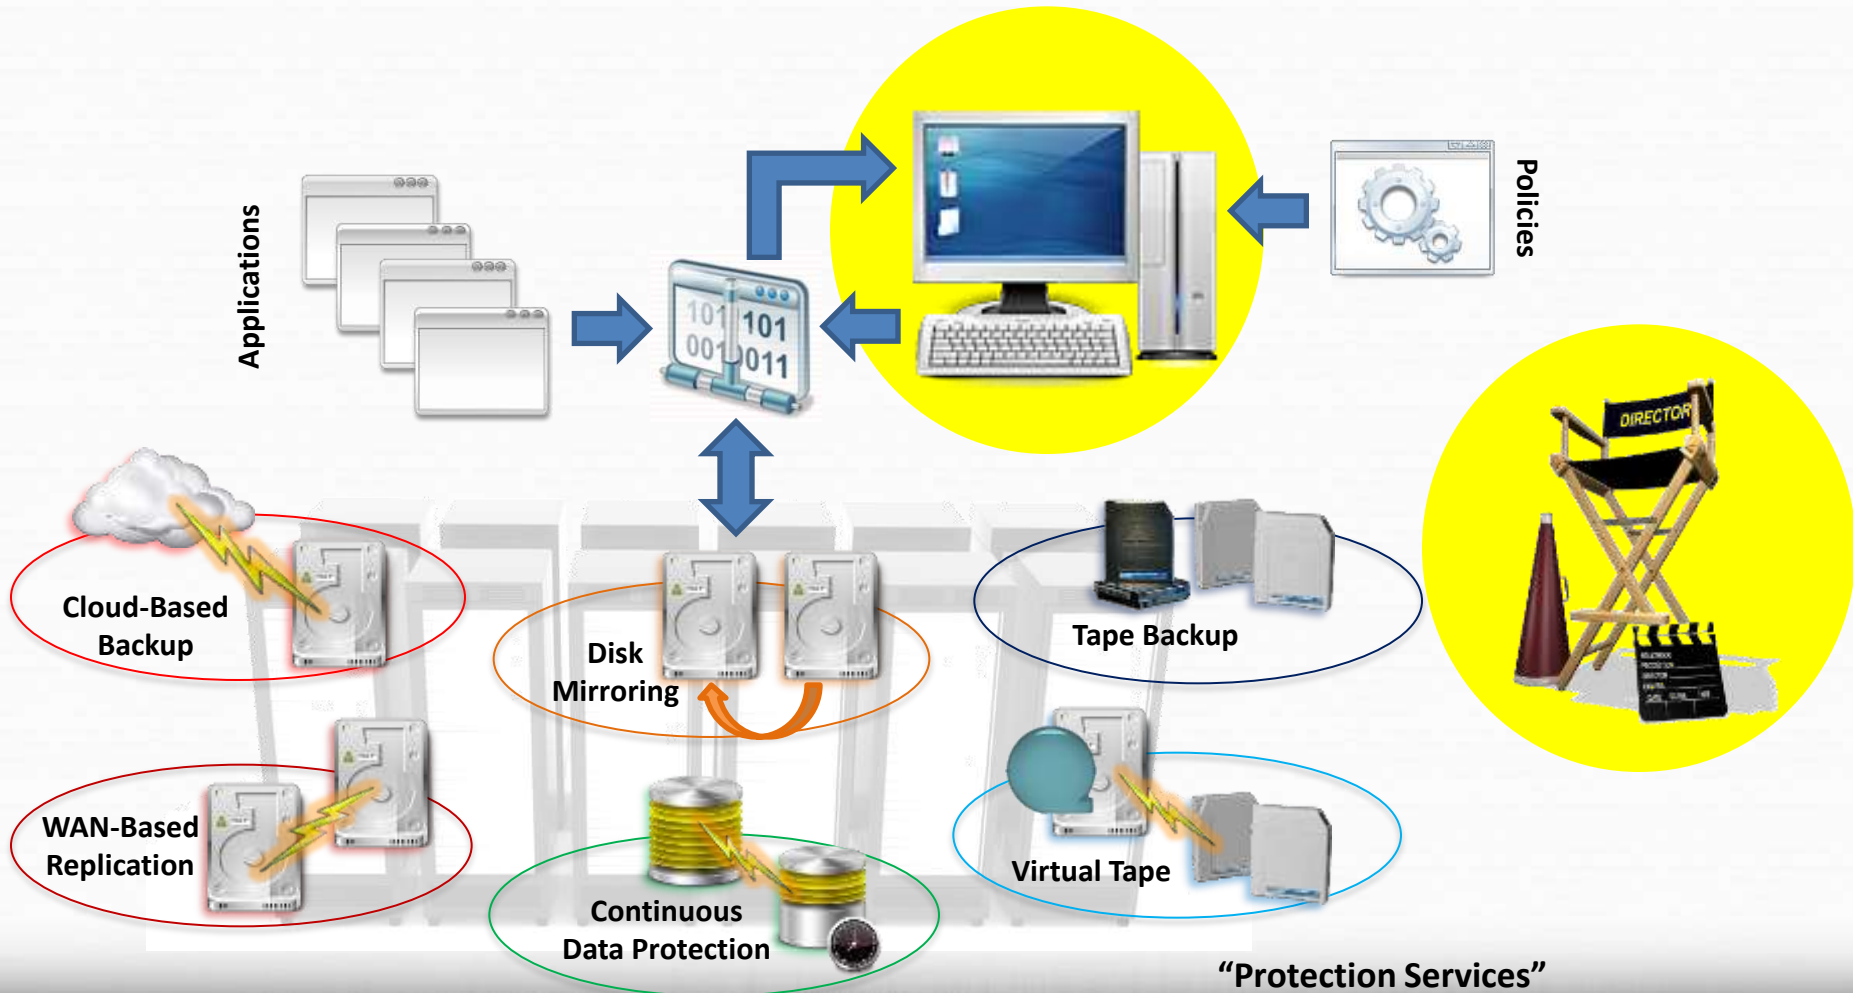 Applications
101 101
001 0011
Policies
DIRECTOR
Cloud-Based
Backup
Disk
Mirroring
Tape Backup
WAN-Based
Replication
Continuous
Data Protection
Virtual Tape
“Protection Services”